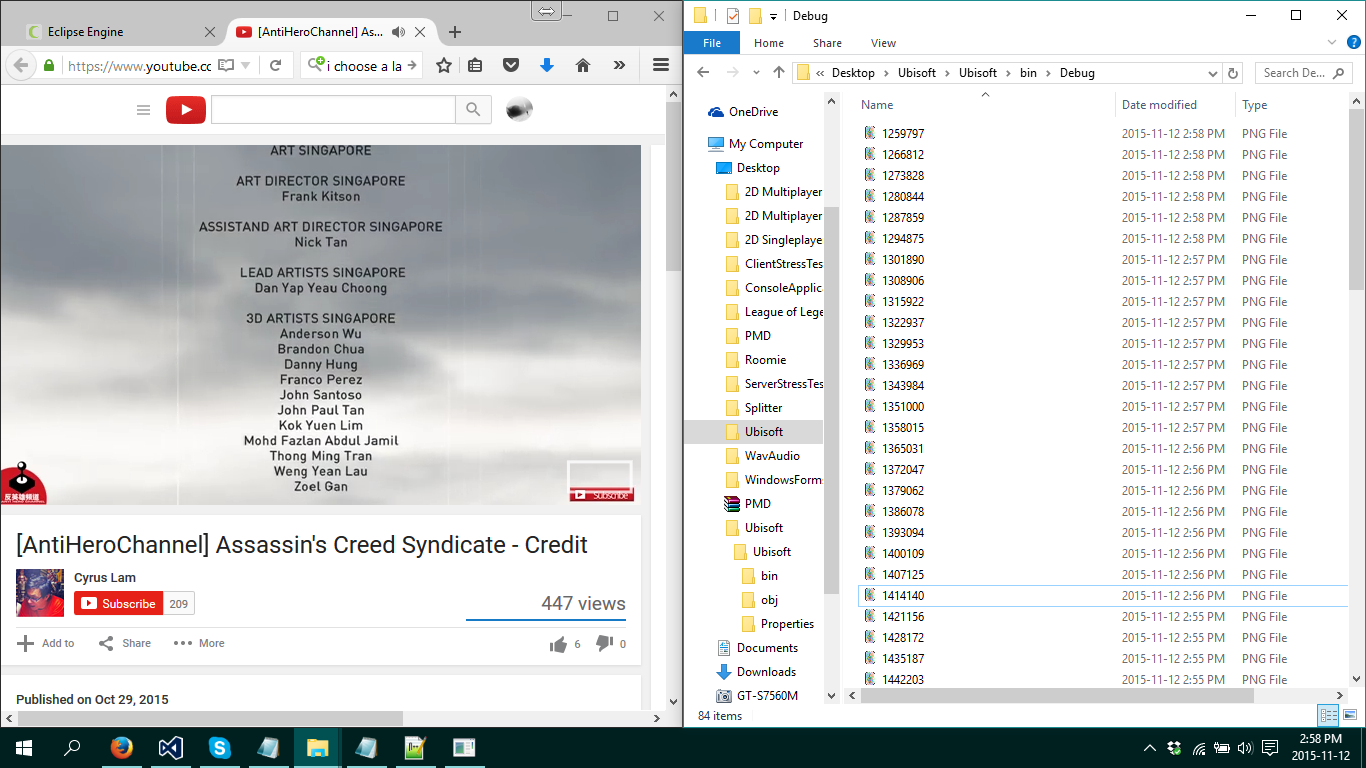 Eclipse Engine
[AntiHeroChannel] As...
https://www.youtube.co
i choose a la
ART SINGAPORE
ART DIRECTOR SINGAPORE
Frank Kitson
ASSISTAND ART DIRECTOR SINGAPORE
Nick Tan
LEAD ARTISTS SINGAPORE
Dan Yap Yeau Choong
3D ARTISTS SINGAPORE
Anderson Wu
Brandon Chua
Danny Hung
Franco Perez
John Santoso
John Paul Tan
Kok Yuen Lim
Mohd Fazlan Abdul Jamil
Thong Ming Tran
Weng Yean Lau
Zoel Gan
反英雄頻道
Subscribe
[AntiHeroChannel] Assassin's Creed Syndicate - Credit
Cyrus Lam
Subscribe 209
447 views
Add to Share More 6 0
Published on Oct 29, 2015
Debug
File Home Share View
« Desktop Ubisoft Ubisoft bin Debug
Search De...
OneDrive
My Computer
Desktop
2D Multiplayer
2D Multiplayer
2D Singleplaye
ClientStressTes
ConsoleApplic
League of Lege
PMD
Roomie
ServerStressTes
Splitter
Ubisoft
WavAudio
WindowsForm
PMD
Ubisoft
Ubisoft
bin
obj
Properties
Documents
Downloads
GT-S7560M
Name Date modified Type
1259797 2015-11-12 2:58 PM PNG File
1266812 2015-11-12 2:58 PM PNG File
1273828 2015-11-12 2:58 PM PNG File
1280844 2015-11-12 2:58 PM PNG File
1287859 2015-11-12 2:58 PM PNG File
1294875 2015-11-12 2:58 PM PNG File
1301890 2015-11-12 2:57 PM PNG File
1308906 2015-11-12 2:57 PM PNG File
1315922 2015-11-12 2:57 PM PNG File
1322937 2015-11-12 2:57 PM PNG File
1329953 2015-11-12 2:57 PM PNG File
1336969 2015-11-12 2:57 PM PNG File
1343984 2015-11-12 2:57 PM PNG File
1351000 2015-11-12 2:57 PM PNG File
1358015 2015-11-12 2:57 PM PNG File
1365031 2015-11-12 2:56 PM PNG File
1372047 2015-11-12 2:56 PM PNG File
1379062 2015-11-12 2:56 PM PNG File
1386078 2015-11-12 2:56 PM PNG File
1393094 2015-11-12 2:56 PM PNG File
1400109 2015-11-12 2:56 PM PNG File
1407125 2015-11-12 2:56 PM PNG File
1414140 2015-11-12 2:56 PM PNG File
1421156 2015-11-12 2:55 PM PNG File
1428172 2015-11-12 2:55 PM PNG File
1435187 2015-11-12 2:55 PM PNG File
1442203 2015-11-12 2:55 PM PNG File
84 items
2:58 PM
2015-11-12